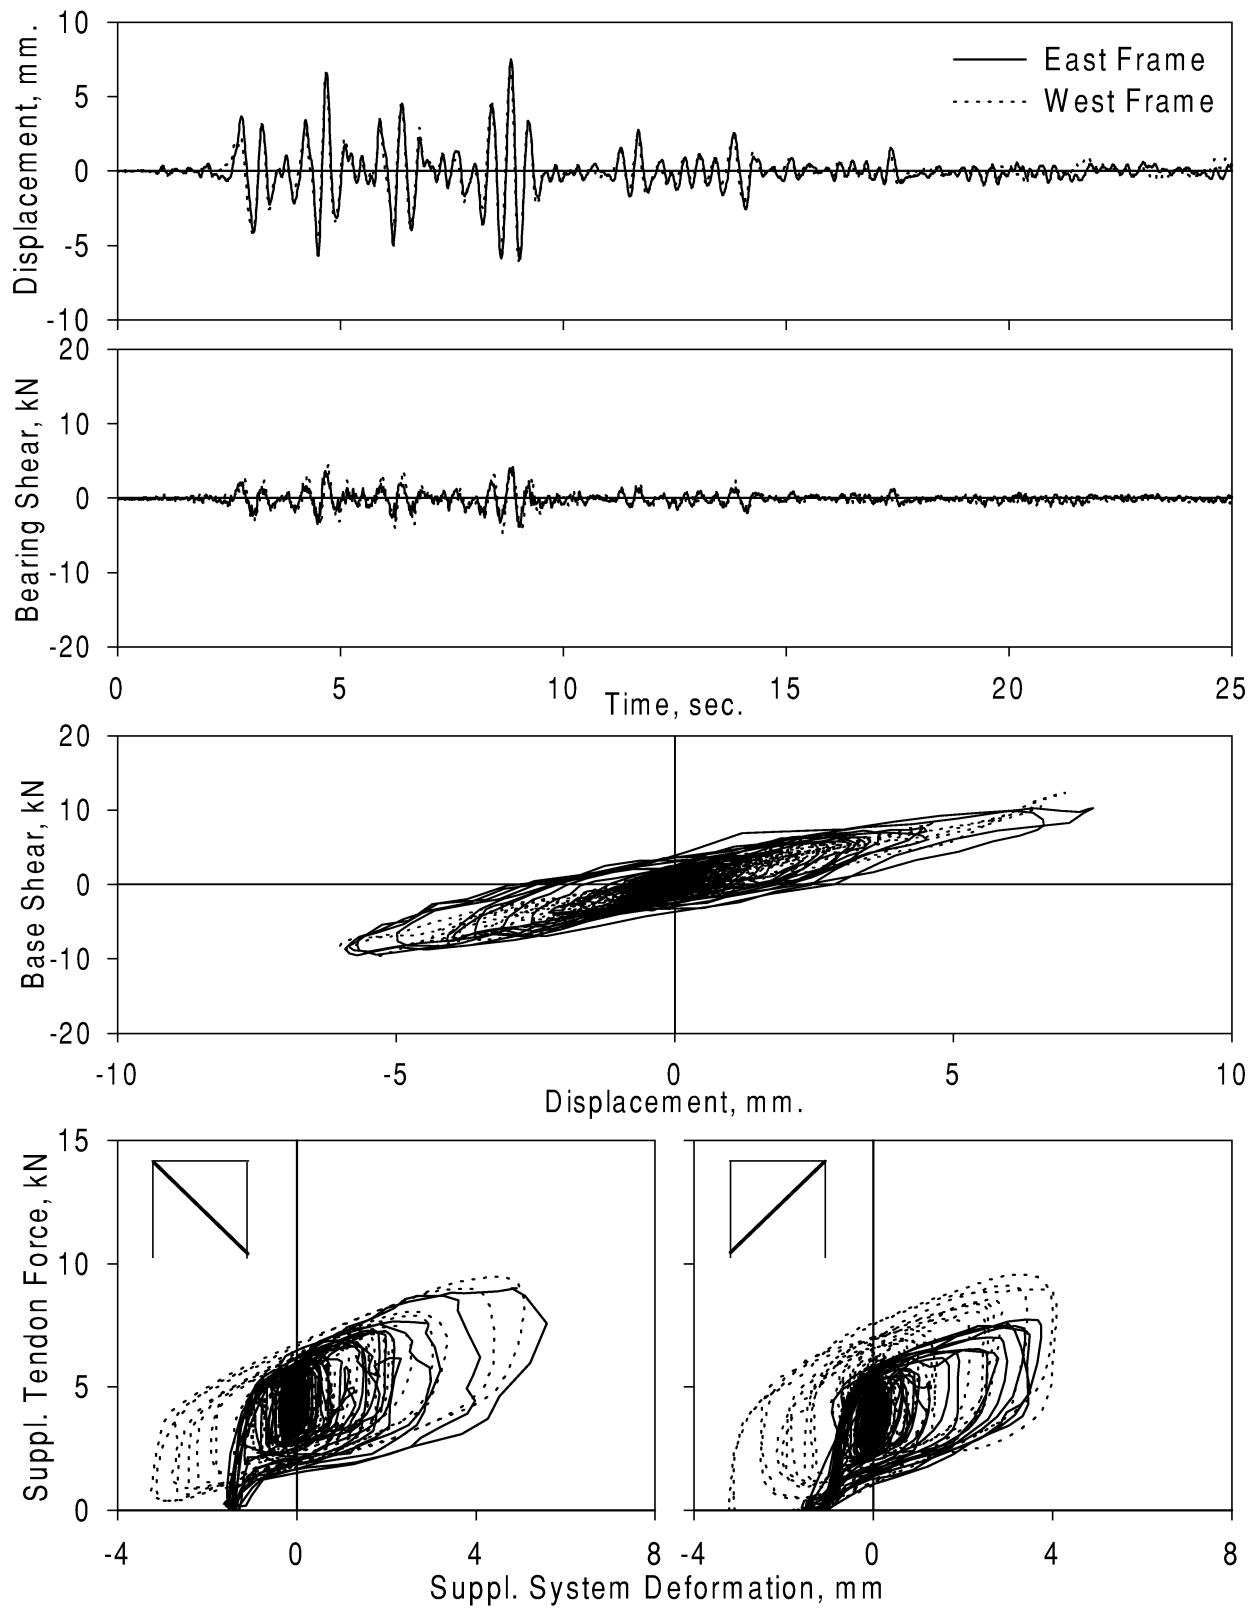 10
5
0
-5
-10
Displacement, mm.
East Frame
West Frame
20
10
0
-10
-20
Bearing Shear, kN
0 5 10 15 20 25
Time, sec.
20
10
0
-10
-20
Base Shear, kN
-10 -5 0 5 10
Displacement, mm.
15
10
5
0
Suppl. Tendon Force, kN
-4 0 4 8 -4 0 4 8
Suppl. System Deformation, mm